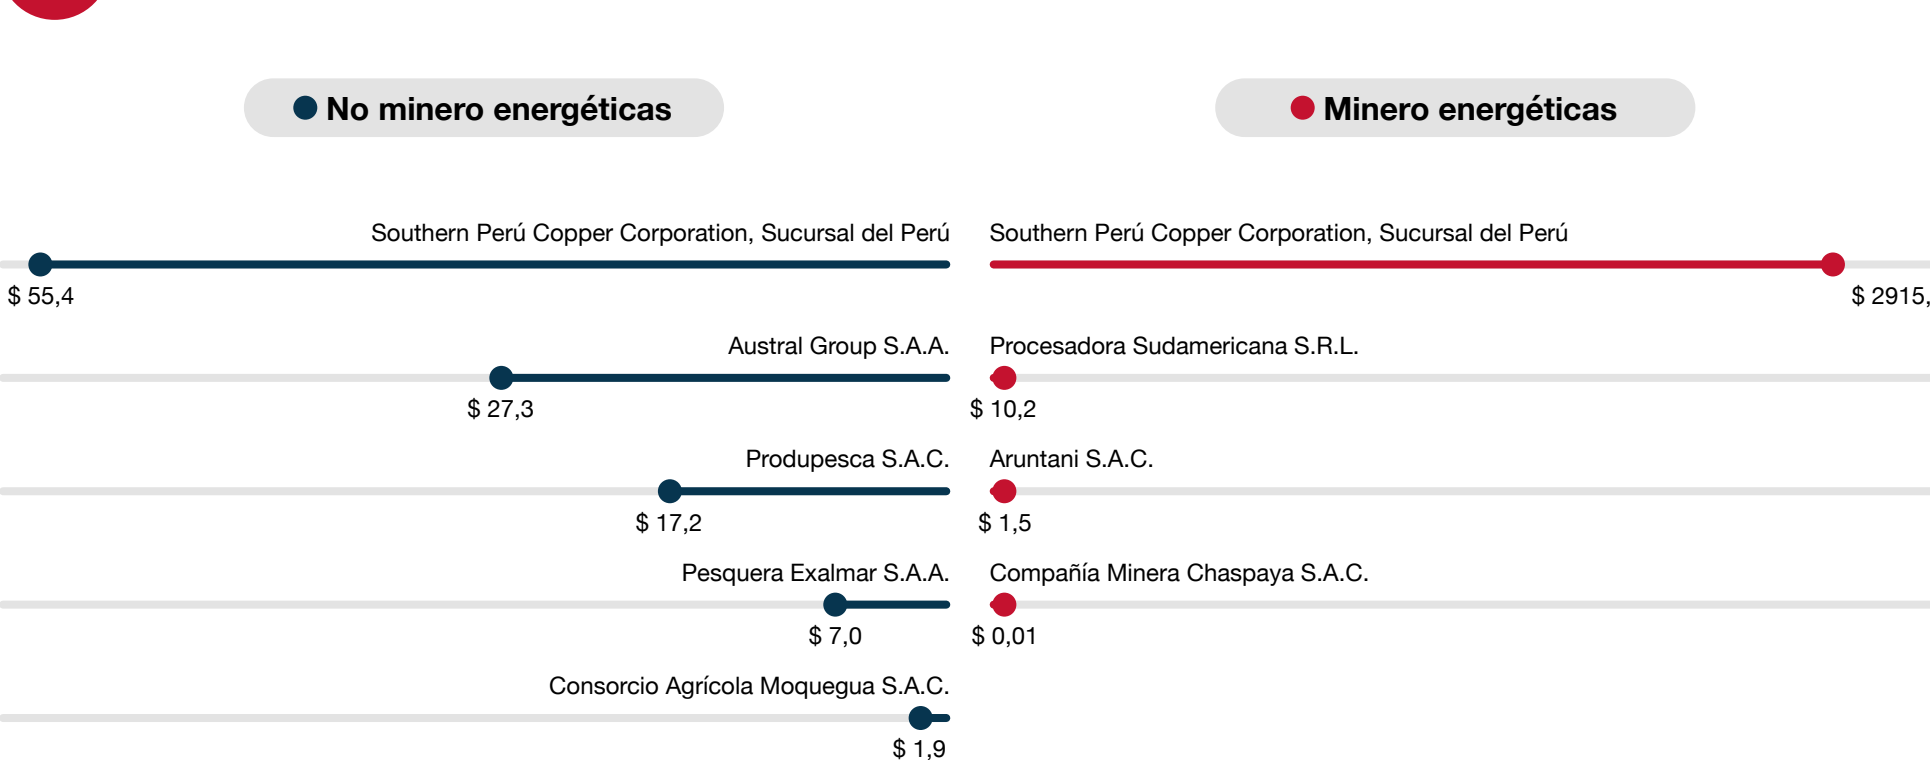 No minero energéticas
Southern Perú Copper Corporation, Sucursal del Perú
$ 55,4
Austral Group S.A.A.
$ 27,3
Produpesca S.A.C.
$ 17,2
Pesquera Exalmar S.A.A.
$ 7,0
Consorcio Agrícola Moquegua S.A.C.
$ 1,9
Minero energéticas
Southern Perú Copper Corporation, Sucursal del Perú
$ 2915,
Procesadora Sudamericana S.R.L.
$ 10,2
Aruntani S.A.C.
$ 1,5
Compañía Minera Chaspaya S.A.C.
$ 0,01